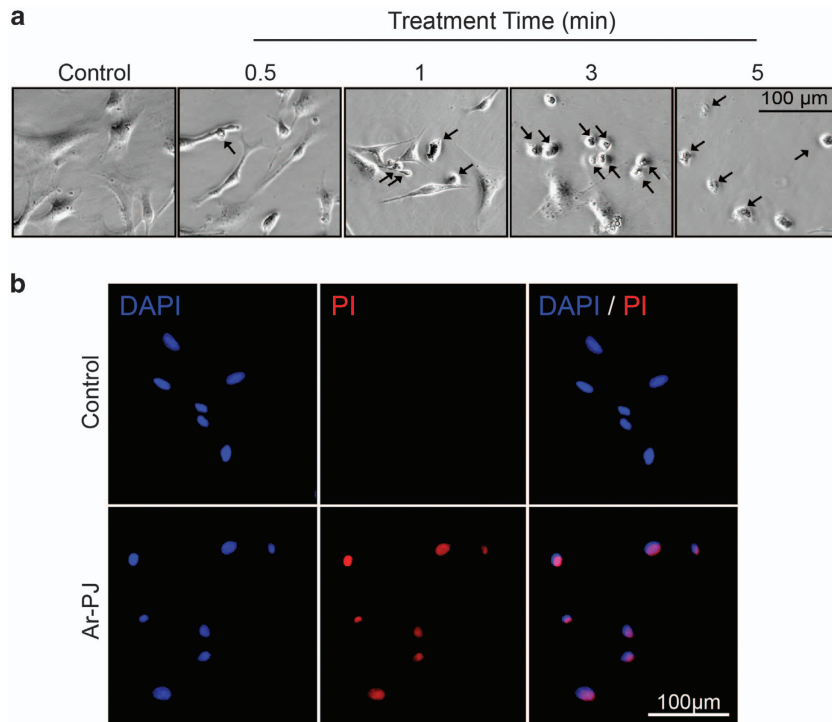 a
Treatment Time (min)
Control 0.5 1 3 5
100 μm
b
DAPI PI DAPI / PI
Control
Ar-PJ
100μm